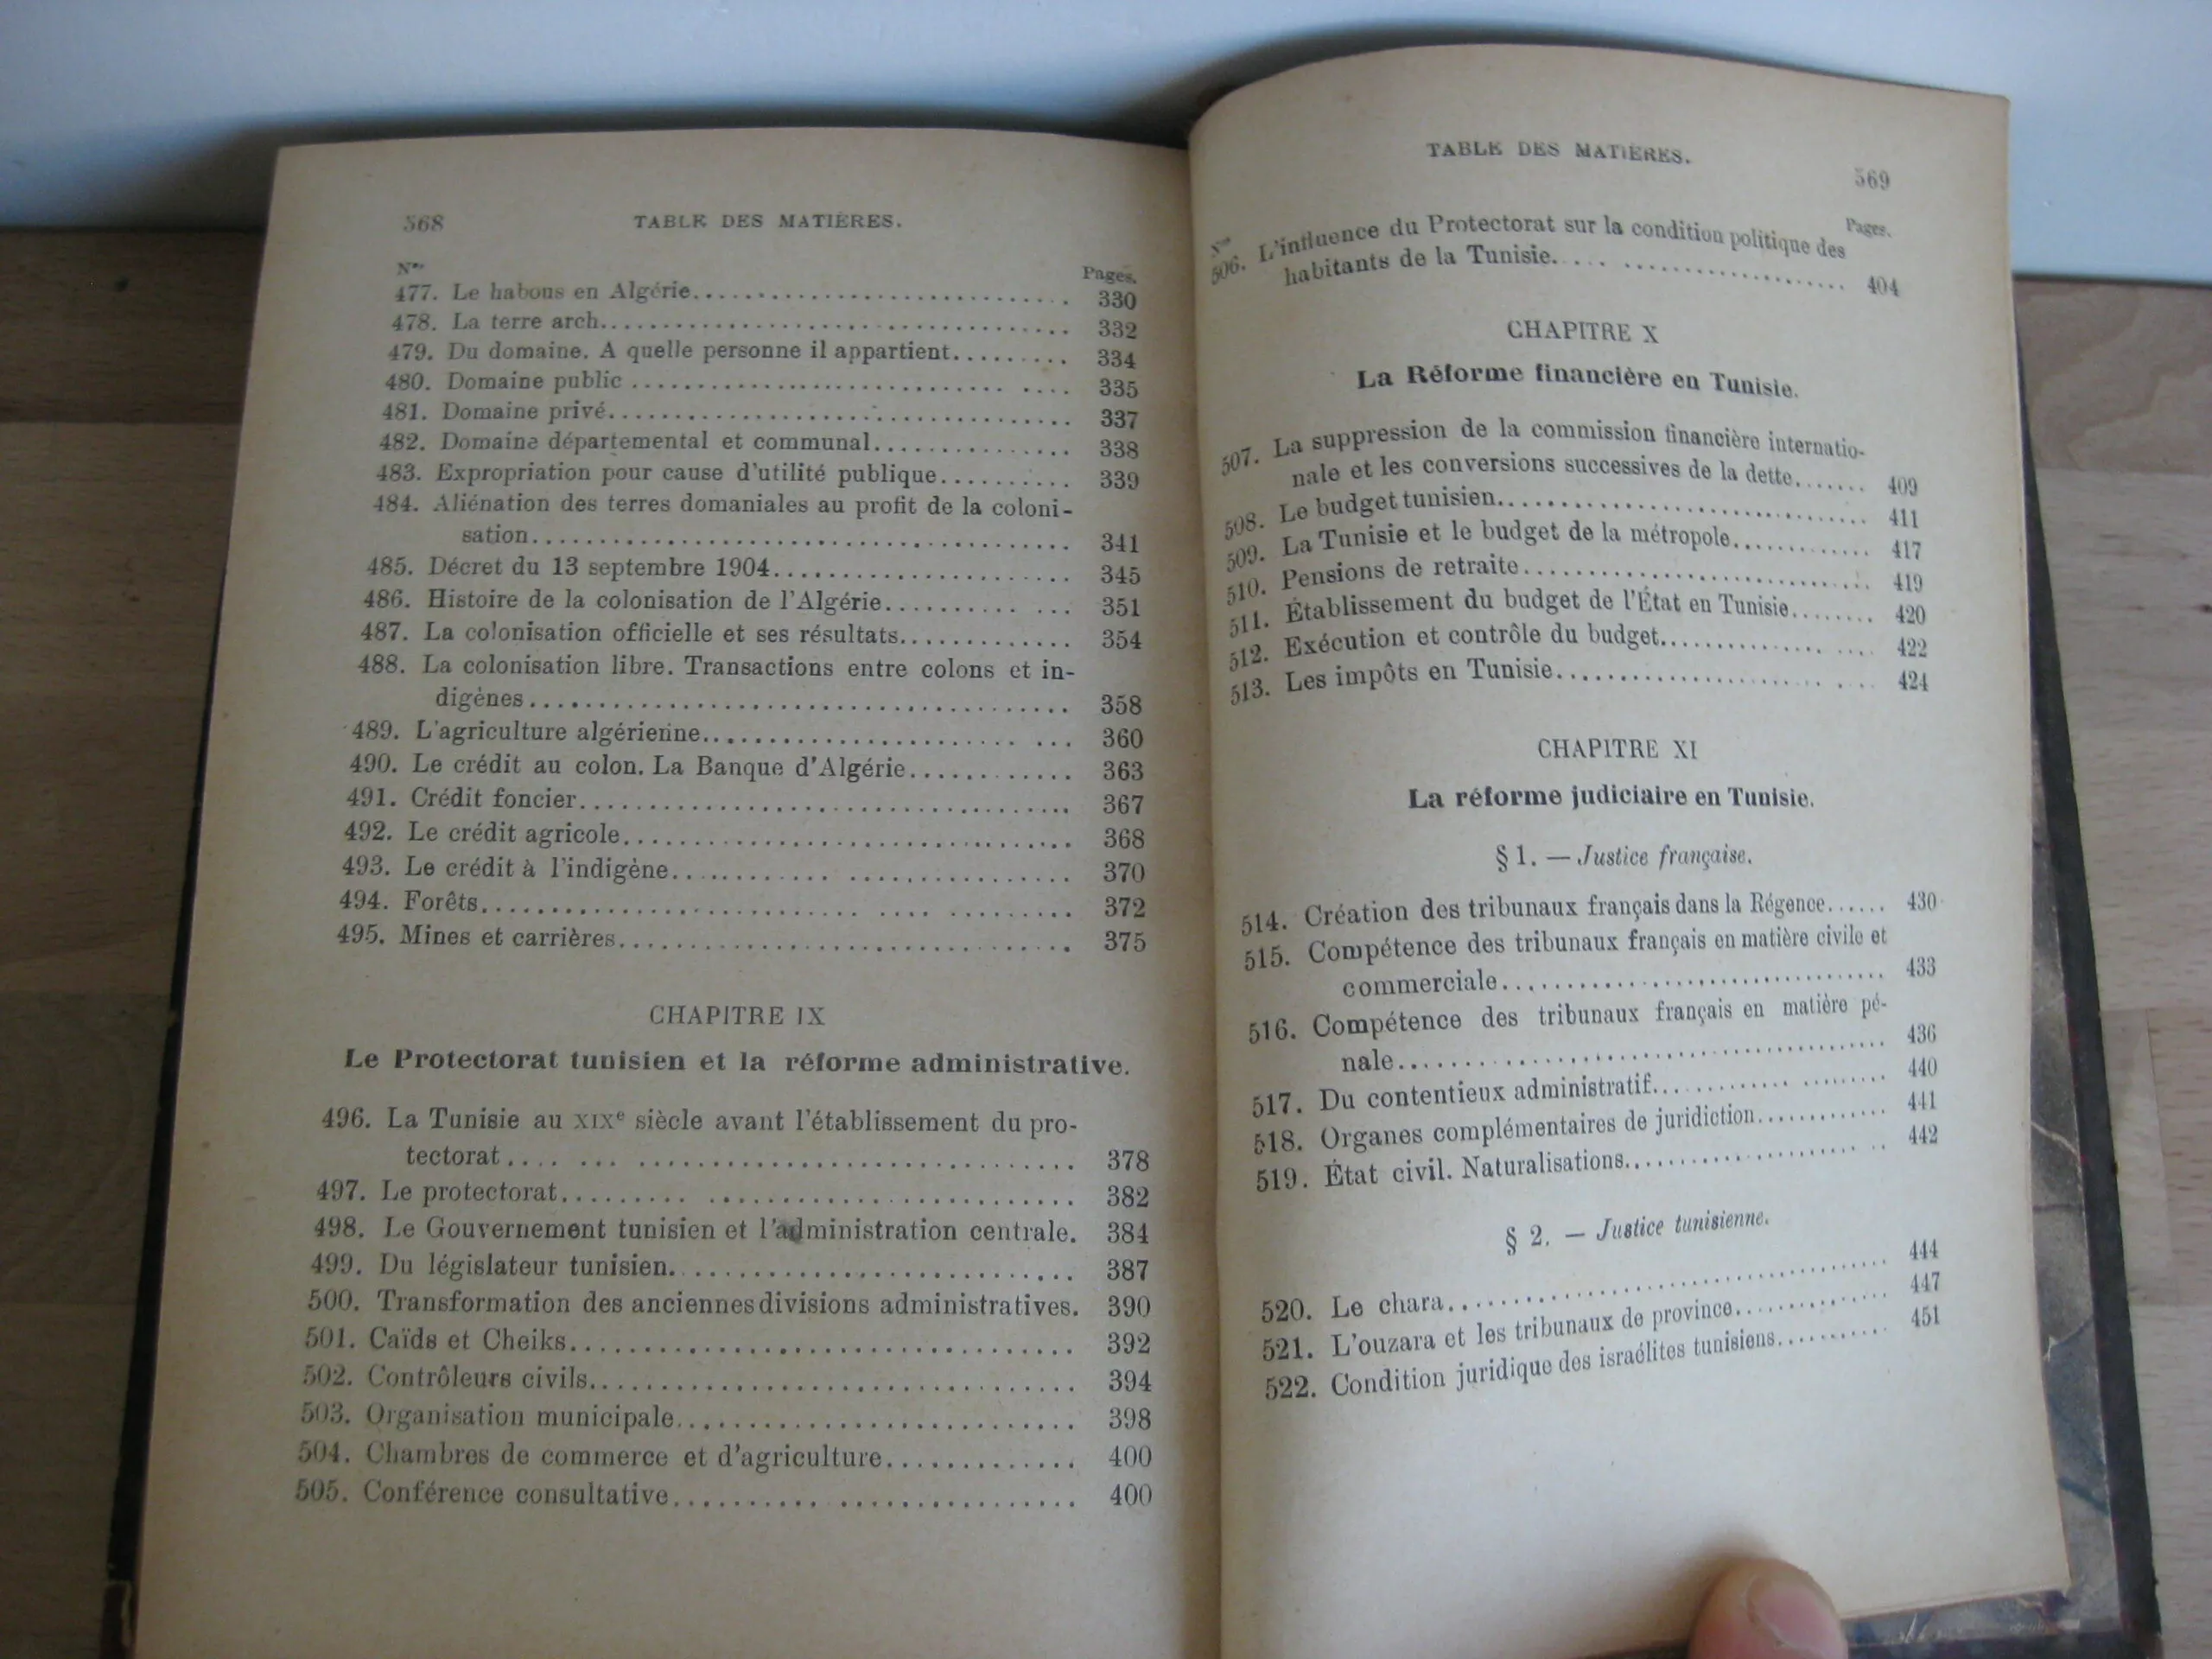 568 TABLE DES MATIÈRES.
Nos Pages.
477. Le habous en Algérie.............................. 330
478. La terre arch..................................... 332
479. Du domaine. A quelle personne il appartient......... 334
480. Domaine public ................................ 335
481. Domaine privé.................................... 337
482. Domaine départemental et communal............... 338
483. Expropriation pour cause d'utilité publique.......... 339
484. Aliénation des terres domaniales au profit de la coloni-
sation........................................ 341
485. Décret du 13 septembre 1904....................... 345
486. Histoire de la colonisation de l'Algérie.......... ... 351
487. La colonisation officielle et ses résultats............. 354
488. La colonisation libre. Transactions entre colons et in-
digènes........................................ 358
489. L'agriculture algérienne....................... ... 360
490. Le crédit au colon. La Banque d'Algérie............ 363
491. Crédit foncier..................................... 367
492. Le crédit agricole................................. 368
493. Le crédit à l'indigène............ ................. 370
494. Forêts............................ .... ......... 372
495. Mines et carrières................................. 375
CHAPITRE IX
Le Protectorat tunisien et la réforme administrative.
496. La Tunisie au XIXe siècle avant l'établissement du pro-
tectorat.... ... ................................ 378
497. Le protectorat......... ........................... 382
498. Le Gouvernement tunisien et l'administration centrale. 384
499. Du législateur tunisien............................. 387
500. Transformation des anciennes divisions administratives. 390
501. Caïds et Cheiks.................................... 392
502. Contrôleurs civils.................................. 394
503. Organisation municipale............................ 398
504. Chambres de commerce et d'agriculture............. 400
505. Conférence consultative.......... ................. 400
TABLE DES MATIÈRES. 569
Nos Pages.
506. L'influence du Protectorat sur la condition politique des
habitants de la Tunisie.... ................... 404
CHAPITRE X
La Réforme financière en Tunisie.
507. La suppression de la commission financière internatio-
nale et les conversions successives de la dette....... 409
508. Le budget tunisien................................ 411
509. La Tunisie et le budget de la métropole............. 417
510. Pensions de retraite............................... 419
511. Établissement du budget de l'État en Tunisie........ 420
512. Exécution et contrôle du budget............... .... 422
513. Les impôts en Tunisie...................... .... 424
CHAPITRE XI
La réforme judiciaire en Tunisie.
§ 1. — Justice française.
514. Création des tribunaux français dans la Régence...... 430
515. Compétence des tribunaux français en matière civile et
commerciale.................................. 433
516. Compétence des tribunaux français en matière pé-
nale.......................................... 436
517. Du contentieux administratif............. ......... 440
518. Organes complémentaires de juridiction............. 441
519. État civil. Naturalisations...................... .. 442
§ 2. — Justice tunisienne.
520. Le chara...................................... 444
521. L'ouzara et les tribunaux de province............... 447
522. Condition juridique des israélites tunisiens........... 451